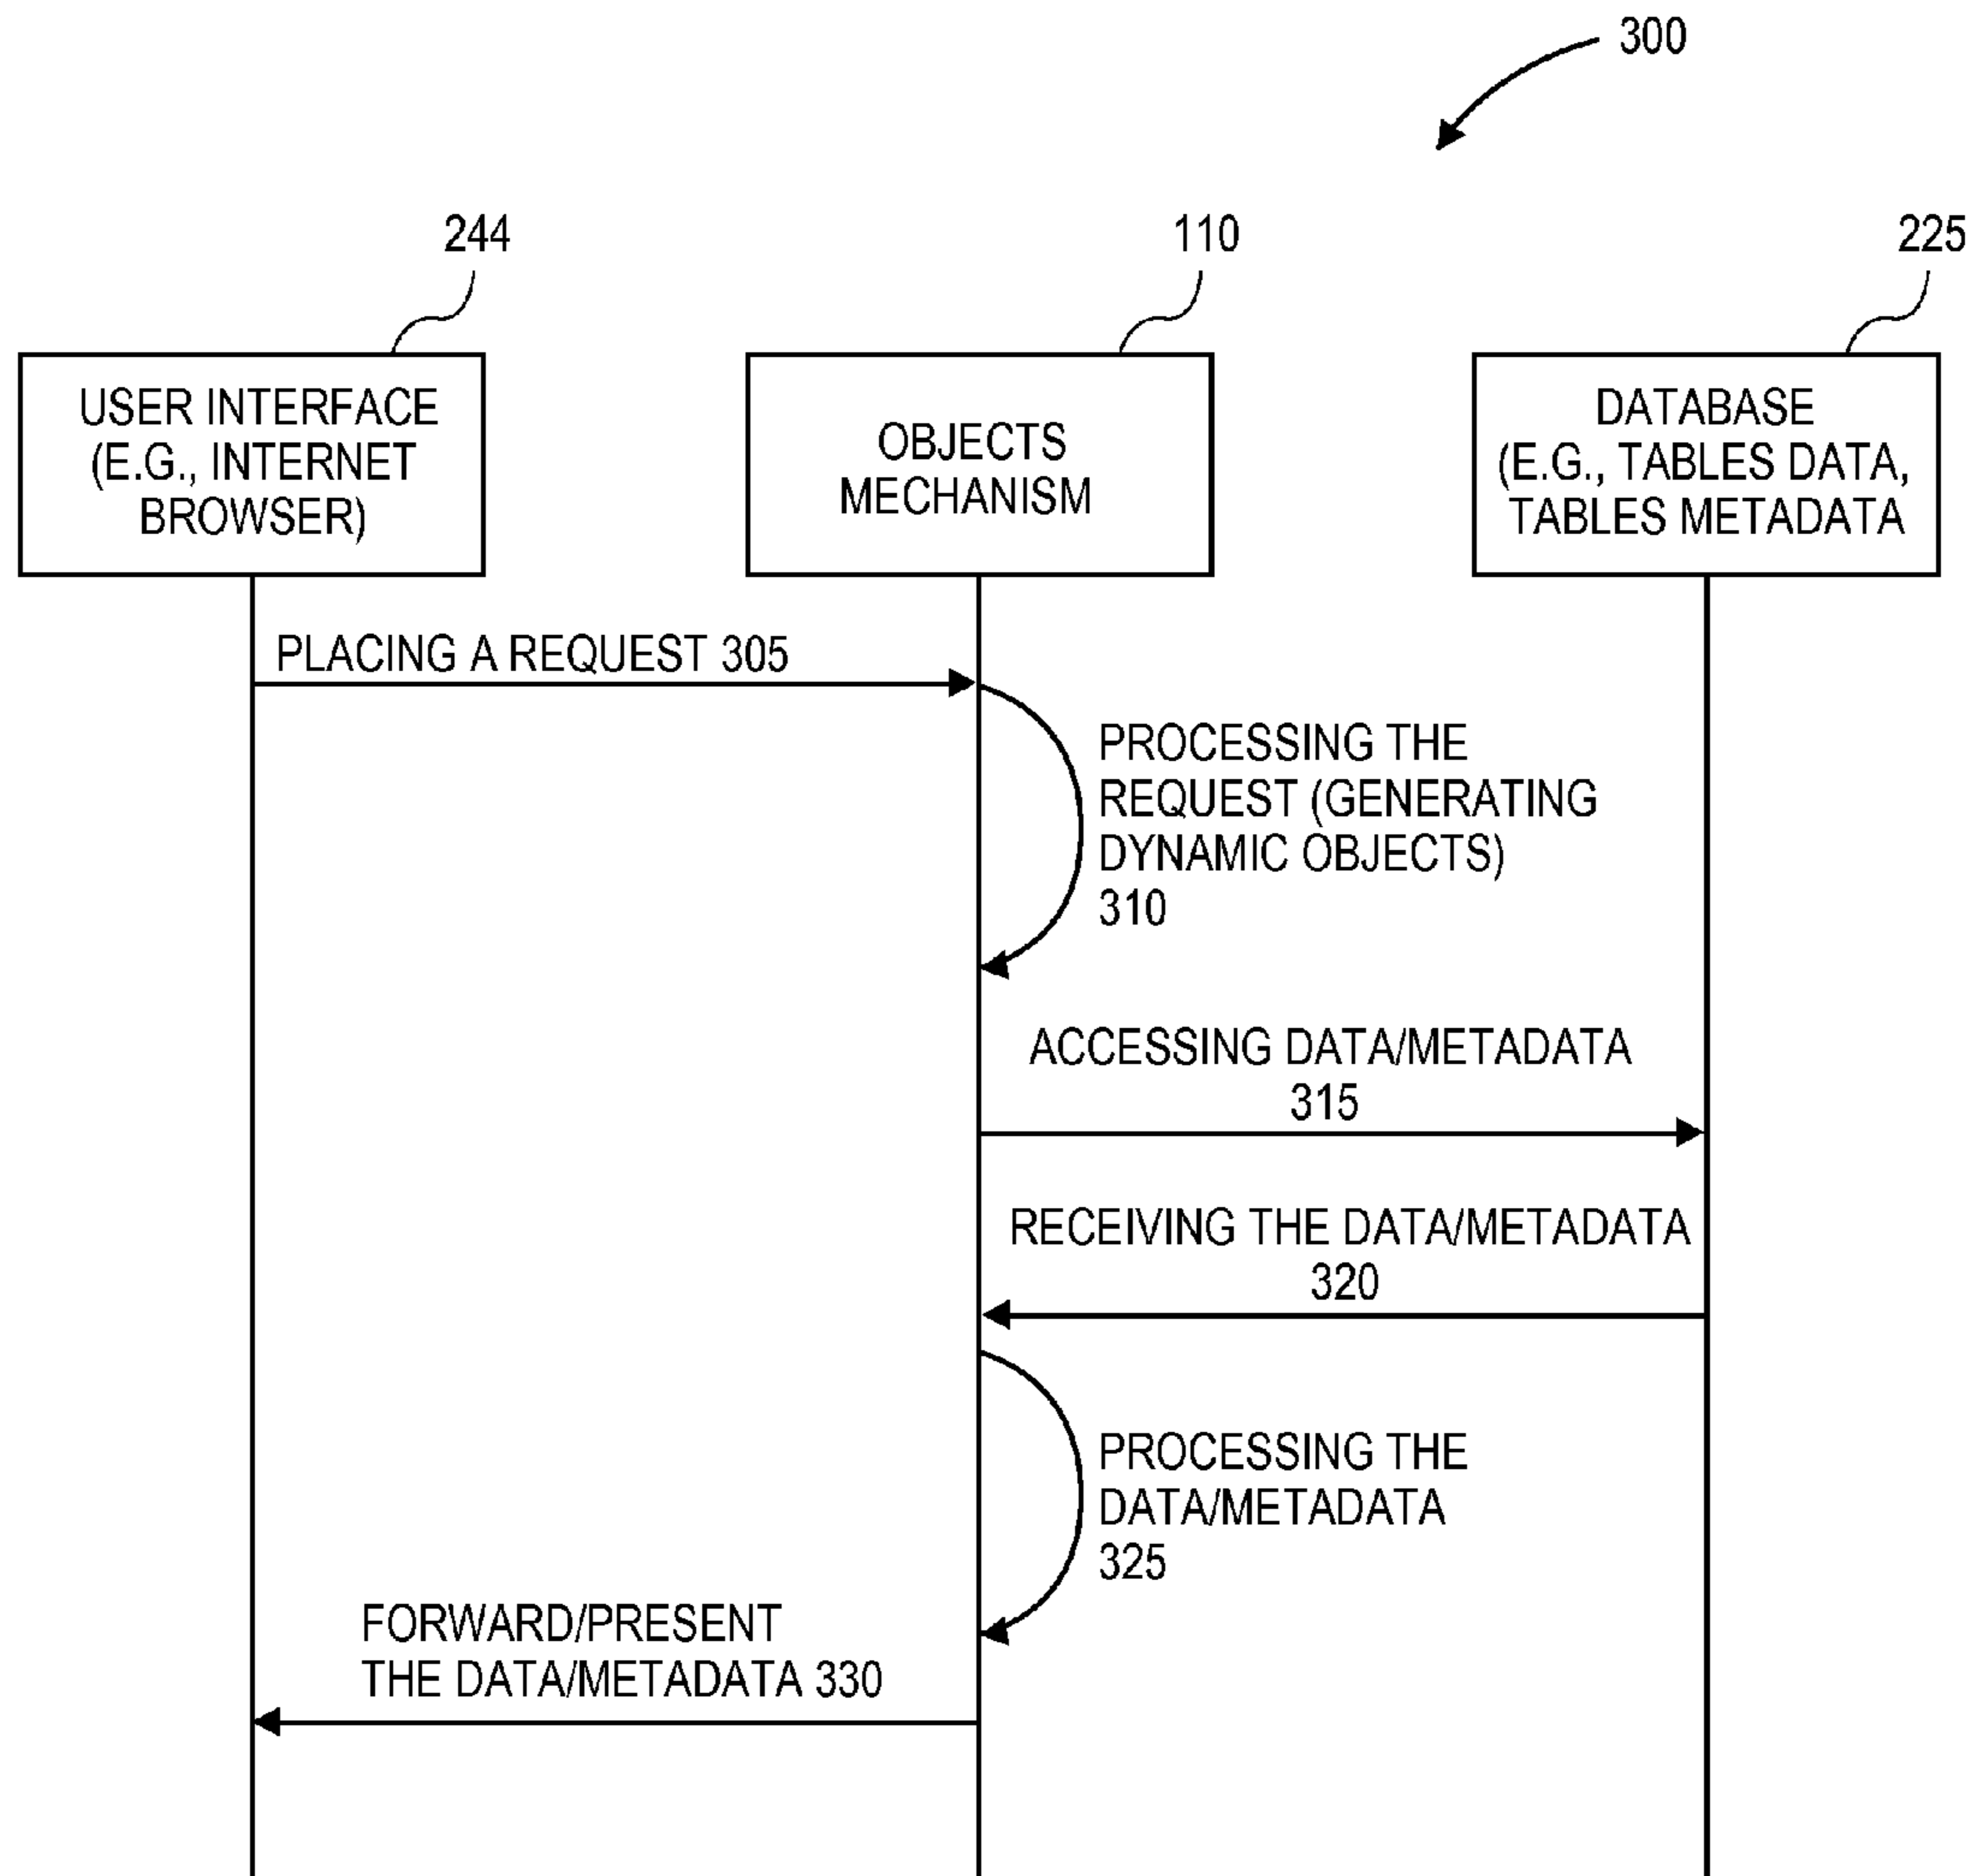 300
244
110
225
USER INTERFACE
(E.G., INTERNET
BROWSER)
OBJECTS
MECHANISM
DATABASE
(E.G., TABLES DATA,
TABLES METADATA
PLACING A REQUEST 305
PROCESSING THE
REQUEST (GENERATING
DYNAMIC OBJECTS)
310
ACCESSING DATA/METADATA
315
RECEIVING THE DATA/METADATA
320
PROCESSING THE
DATA/METADATA
325
FORWARD/PRESENT
THE DATA/METADATA 330